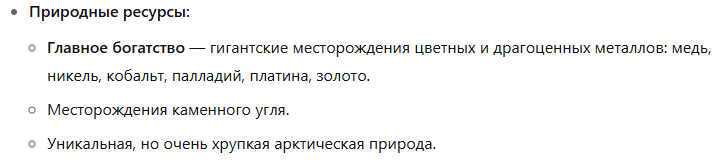 Природные ресурсы:
Главное богатство — гигантские месторождения цветных и драгоценных металлов: медь,
никель, кобальт, палладий, платина, золото.
Месторождения каменного угля.
Уникальная, но очень хрупкая арктическая природа.